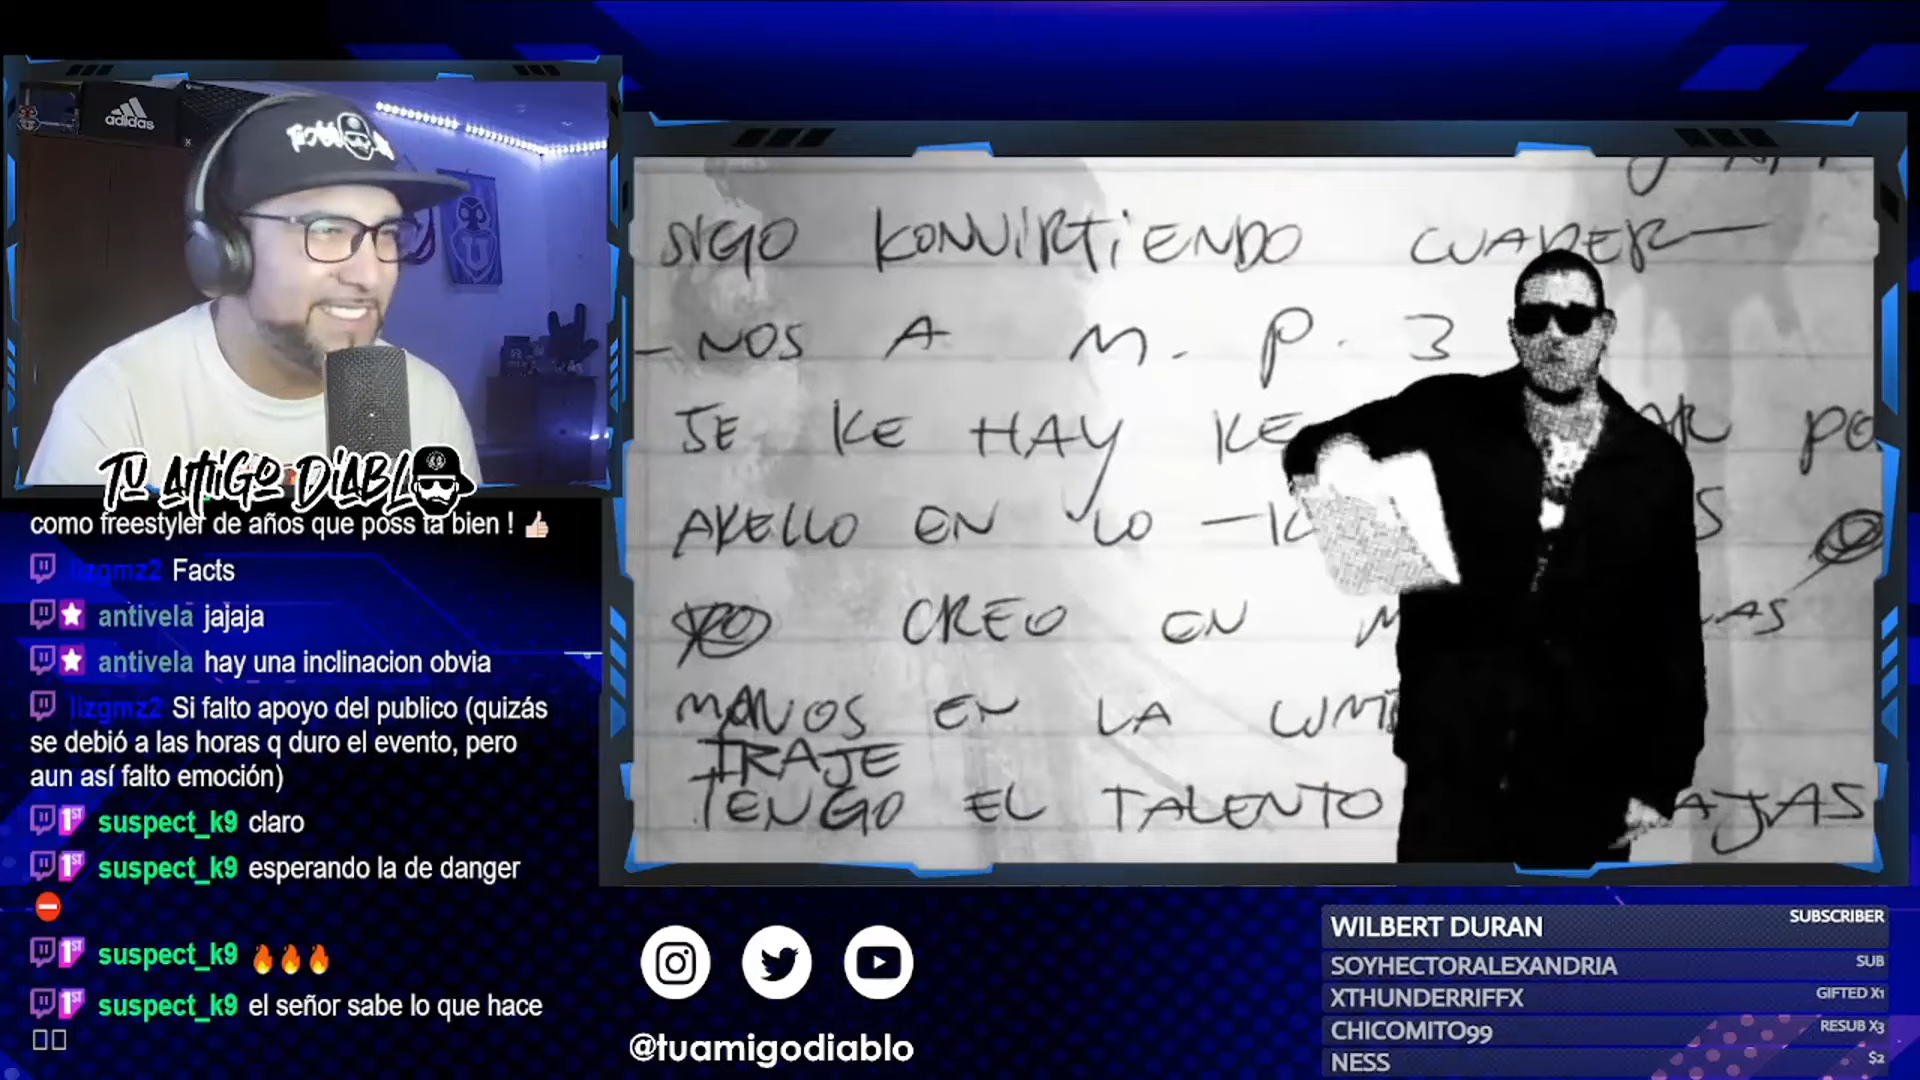 adidas
TU AMiGO DiABLO
como freestyler de años que poss ta bien !
lizgmz2 Facts
antivela jajaja
antivela hay una inclinacion obvia
lizgmz2 Si falto apoyo del publico (quizás
se debió a las horas q duro el evento, pero
aun así falto emoción)
suspect_k9 claro
suspect_k9 esperando la de danger
suspect_k9
suspect_k9 el señor sabe lo que hace
SIGO KONVIRTiENDO CUADER-
-NOS A M. P. 3
SE KE HAY KE
AKELLO EN LO
CREO EN
MANOS EN LA
TRAJE
TENGO EL TALENTO
@tuamigodiablo
WILBERT DURAN SUBSCRIBER
SOYHECTORALEXANDRIA SUB
XTHUNDERRIFFX GIFTED X1
CHICOMITO99 RESUB X3
NESS $2